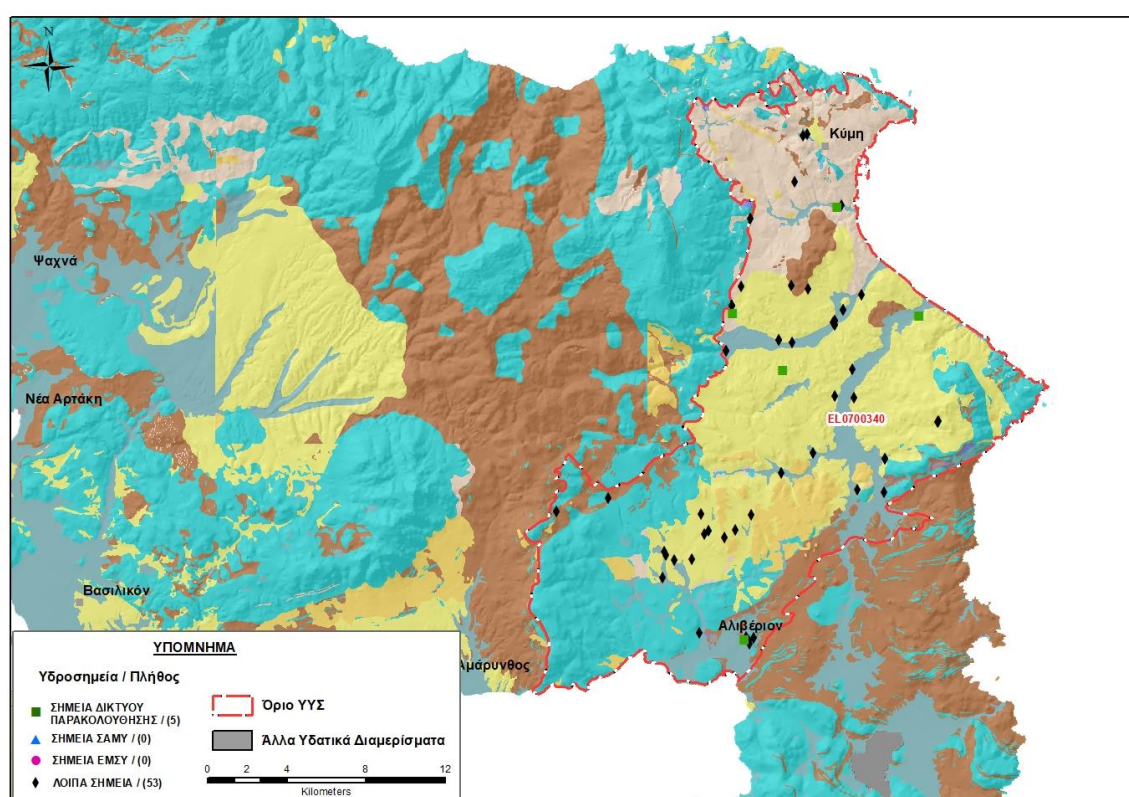 N
Κύμη
Ψαχνά
Νέα Αρτάκη
EL0700340
Βασιλικόν
Αλιβέριον
μάρυνθος
ΥΠΟΜΝΗΜΑ
Υδροσημεία / Πλήθος
ΣΗΜΕΙΑ ΔΙΚΤΥΟΥ
ΠΑΡΑΚΟΛΟΥΘΗΣΗΣ / (5)
ΣΗΜΕΙΑ ΣΑΜΥ / (0)
ΣΗΜΕΙΑ ΕΜΣΥ / (0)
ΛΟΙΠΑ ΣΗΜΕΙΑ / (53)
Όριο ΥΥΣ
Άλλα Υδατικά Διαμερίσματα
0 2 4 8 12
Kilometers